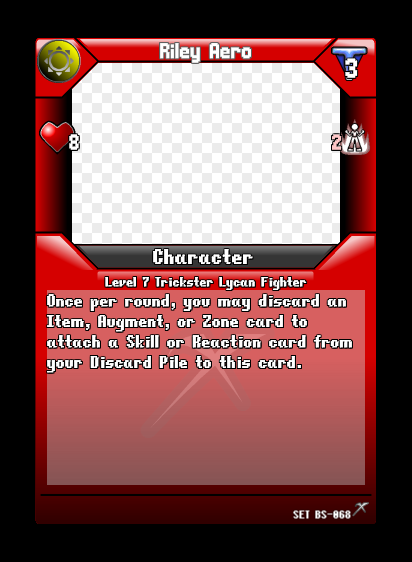 Riley Aero
3
8
2
Character
Level 7 Trickster Lycan Fighter
Once per round, you may discard an
Item, Augment, or Zone card to
attach a Skill or Reaction card from
your Discard Pile to this card.
SET BS-068